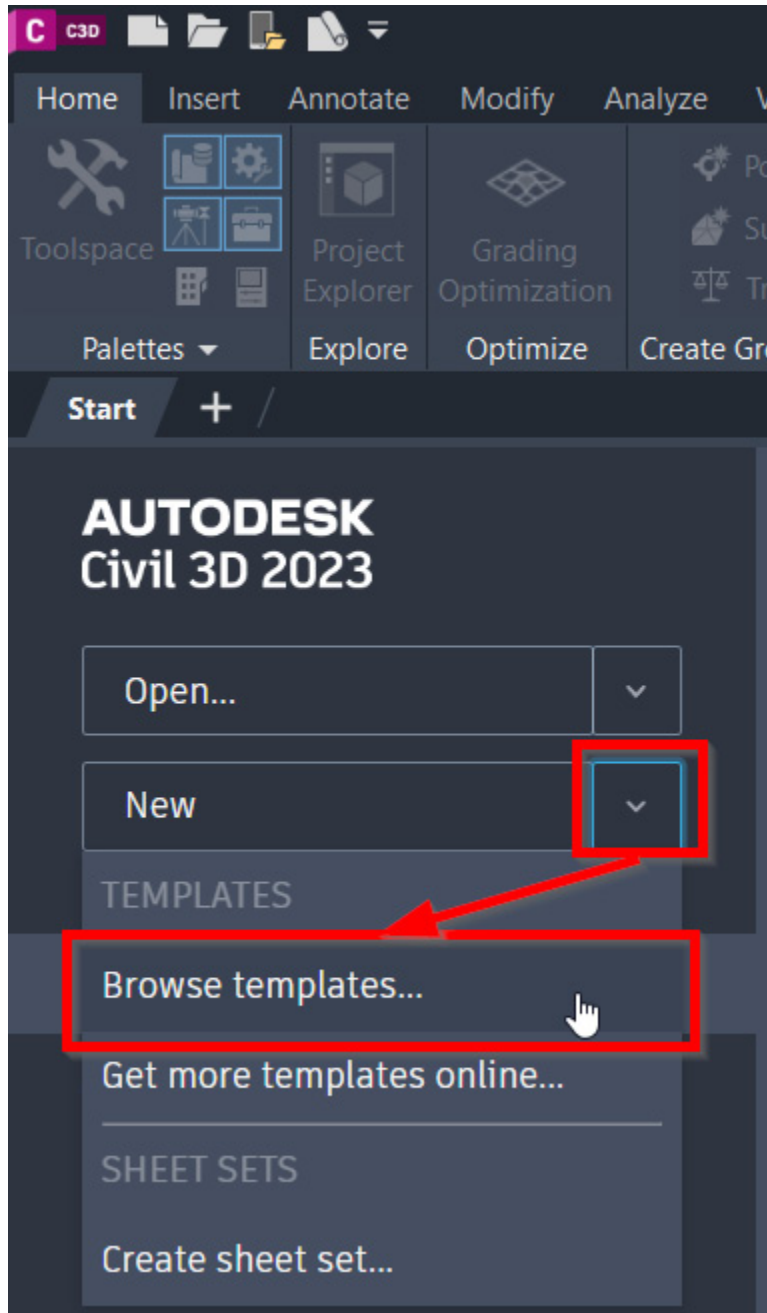 C C3D
Home Insert Annotate Modify Analyze
Toolspace
Project Explorer
Grading Optimization
Palettes Explore Optimize Create
Start +
AUTODESK
Civil 3D 2023
Open...
New
TEMPLATES
Browse templates...
Get more templates online...
SHEET SETS
Create sheet set...